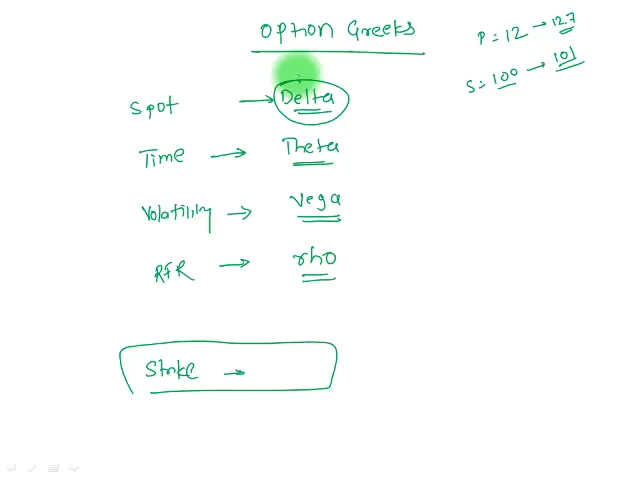 Option Greeks
P = 12 → 12.7
S = 100 → 101
Spot → Delta
Time → Theta
Volatility → Vega
RFR → rho
Strike →